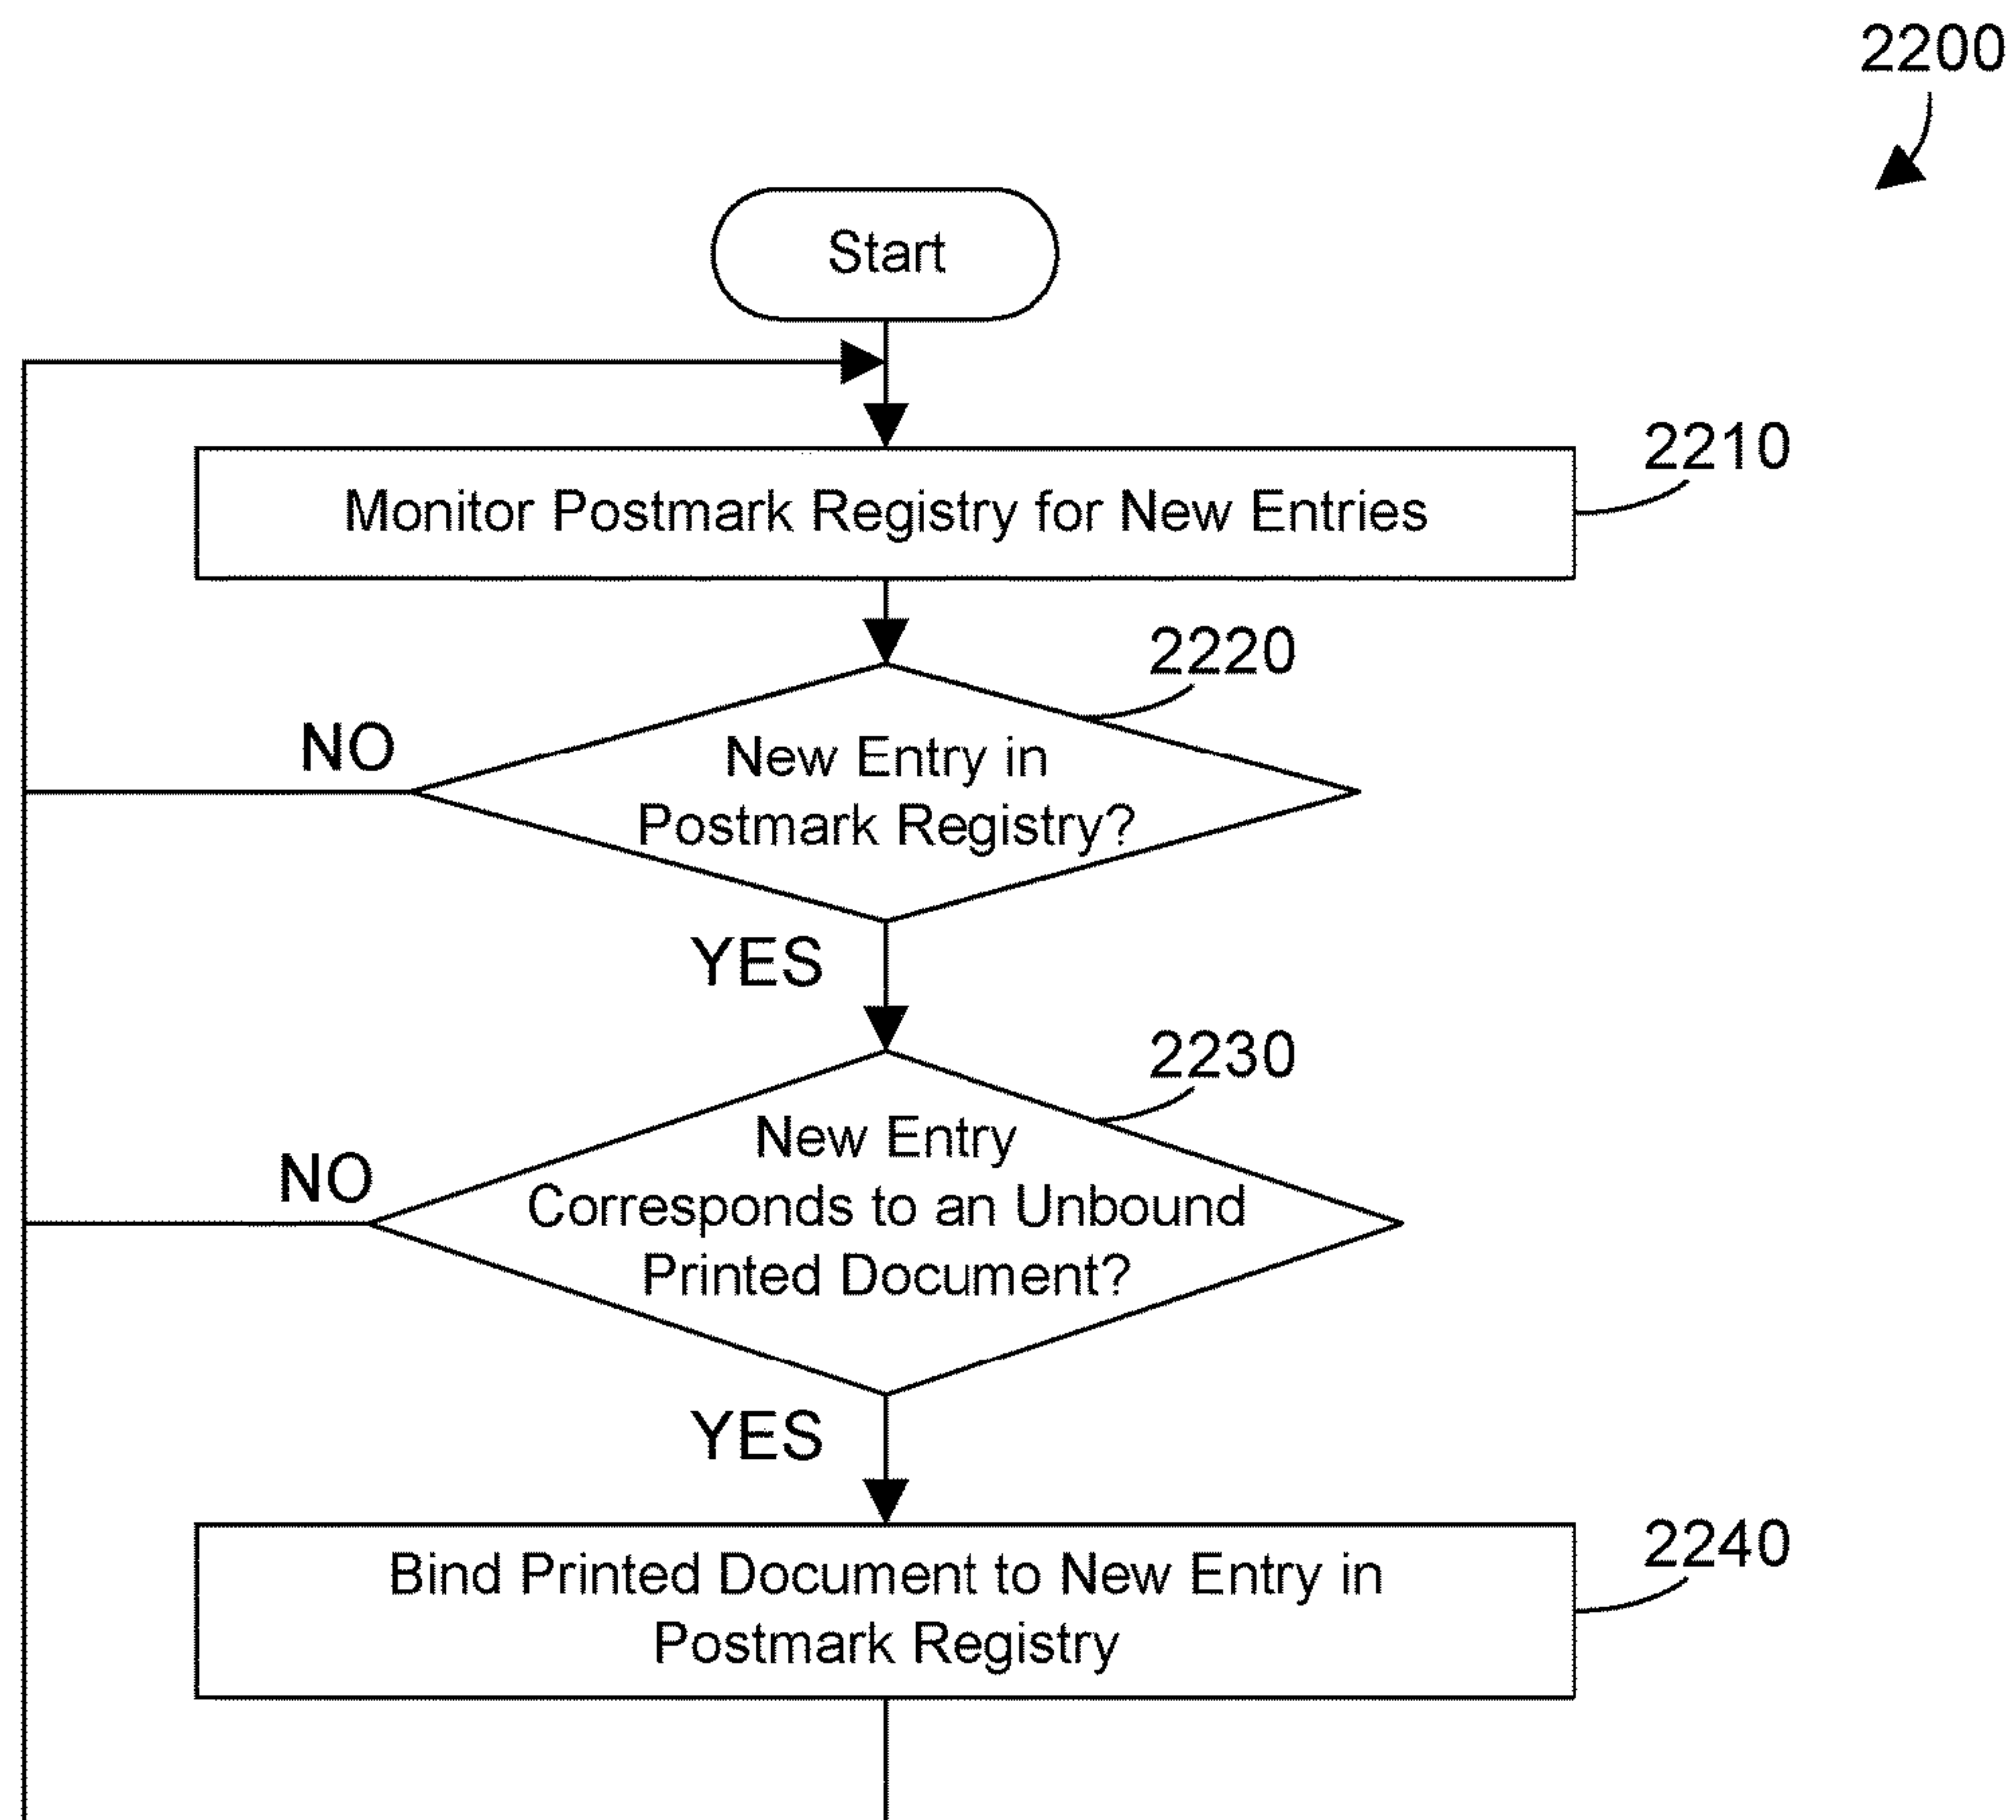 2200
Start
2210
Monitor Postmark Registry for New Entries
2220
NO
New Entry in
Postmark Registry?
YES
2230
New Entry
NO
Corresponds to an Unbound
Printed Document?
YES
2240
Bind Printed Document to New Entry in
Postmark Registry